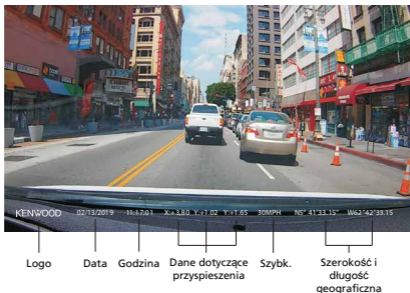 KENWOOD 02/13/2019 11:17:01 X:+3.80 Y:+1.02 Y:+1.65 30MPH N5° 41'33.15" W62°42'33.15
Logo Data Godzina Dane dotyczące przyspieszenia Szybk. Szerokość i długość geograficzna